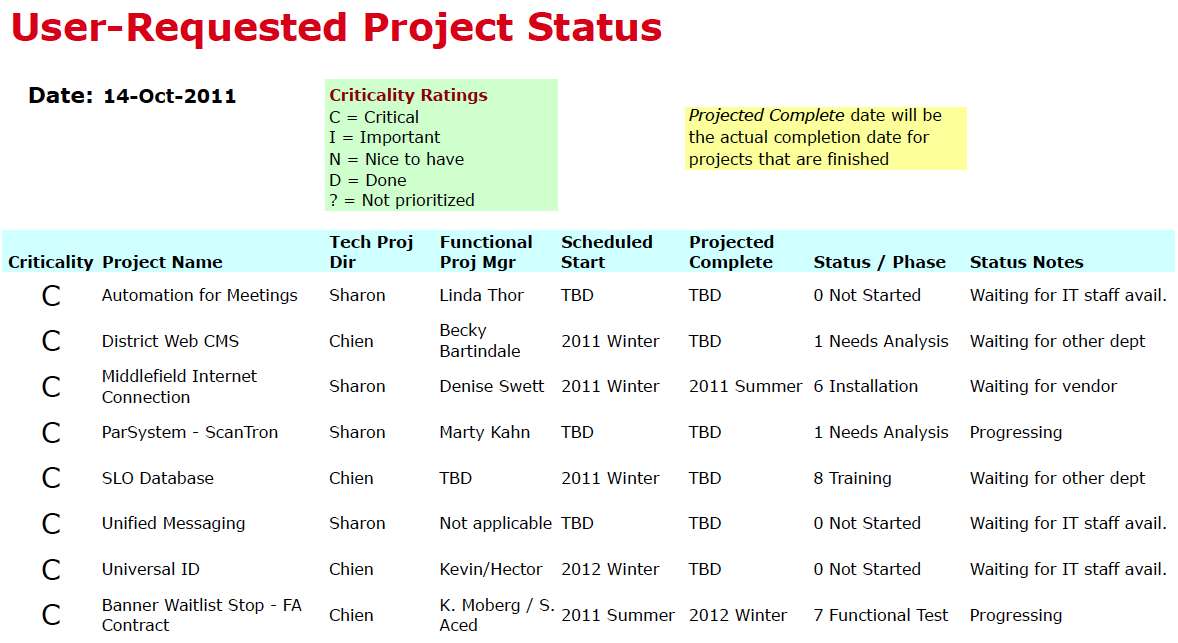 User-Requested Project Status
Date: 14-Oct-2011
Criticality Ratings
C = Critical
I = Important
N = Nice to have
D = Done
? = Not prioritized
Projected Complete date will be
the actual completion date for
projects that are finished
Criticality Project Name Tech Proj Dir Functional Proj Mgr Scheduled Start Projected Complete Status / Phase Status Notes
C Automation for Meetings Sharon Linda Thor TBD TBD 0 Not Started Waiting for IT staff avail.
C District Web CMS Chien Becky Bartindale 2011 Winter TBD 1 Needs Analysis Waiting for other dept
C Middlefield Internet Connection Sharon Denise Swett 2011 Winter 2011 Summer 6 Installation Waiting for vendor
C ParSystem - ScanTron Sharon Marty Kahn TBD TBD 1 Needs Analysis Progressing
C SLO Database Chien TBD 2011 Winter TBD 8 Training Waiting for other dept
C Unified Messaging Sharon Not applicable TBD TBD 0 Not Started Waiting for IT staff avail.
C Universal ID Chien Kevin/Hector 2012 Winter TBD 0 Not Started Waiting for IT staff avail.
C Banner Waitlist Stop - FA Contract Chien K. Moberg / S. Aced 2011 Summer 2012 Winter 7 Functional Test Progressing